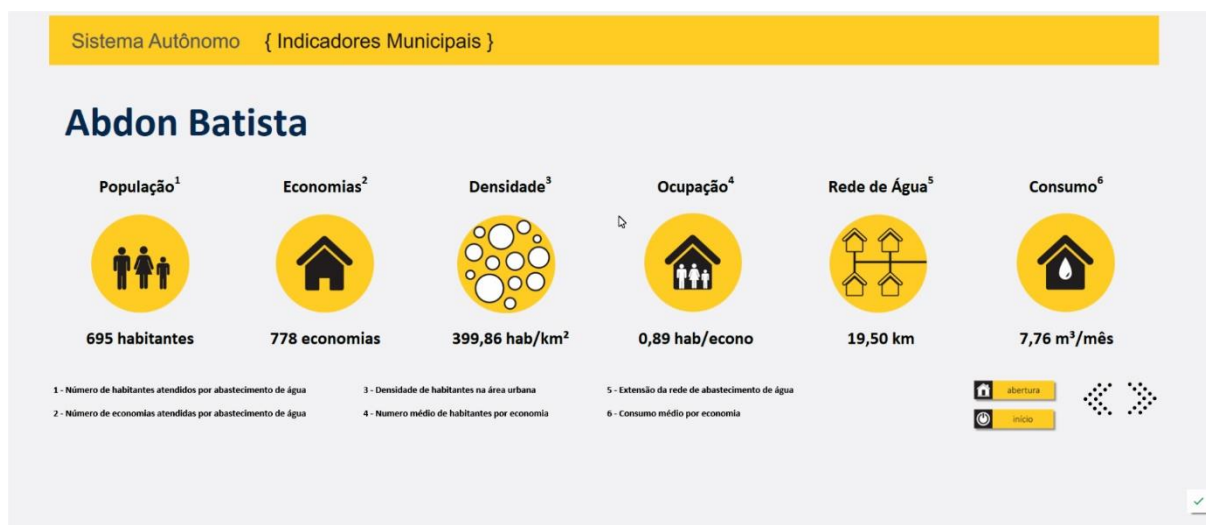 Sistema Autônomo { Indicadores Municipais }
Abdon Batista
População1 Economias2 Densidade3 Ocupação4 Rede de Água5 Consumo6
695 habitantes 778 economias 399,86 hab/km² 0,89 hab/econo 19,50 km 7,76 m³/mês
1 - Número de habitantes atendidos por abastecimento de água 3 - Densidade de habitantes na área urbana 5 - Extensão da rede de abastecimento de água
abertura
2 - Número de economias atendidas por abastecimento de água 4 - Numero médio de habitantes por economia 6 - Consumo médio por economia
início